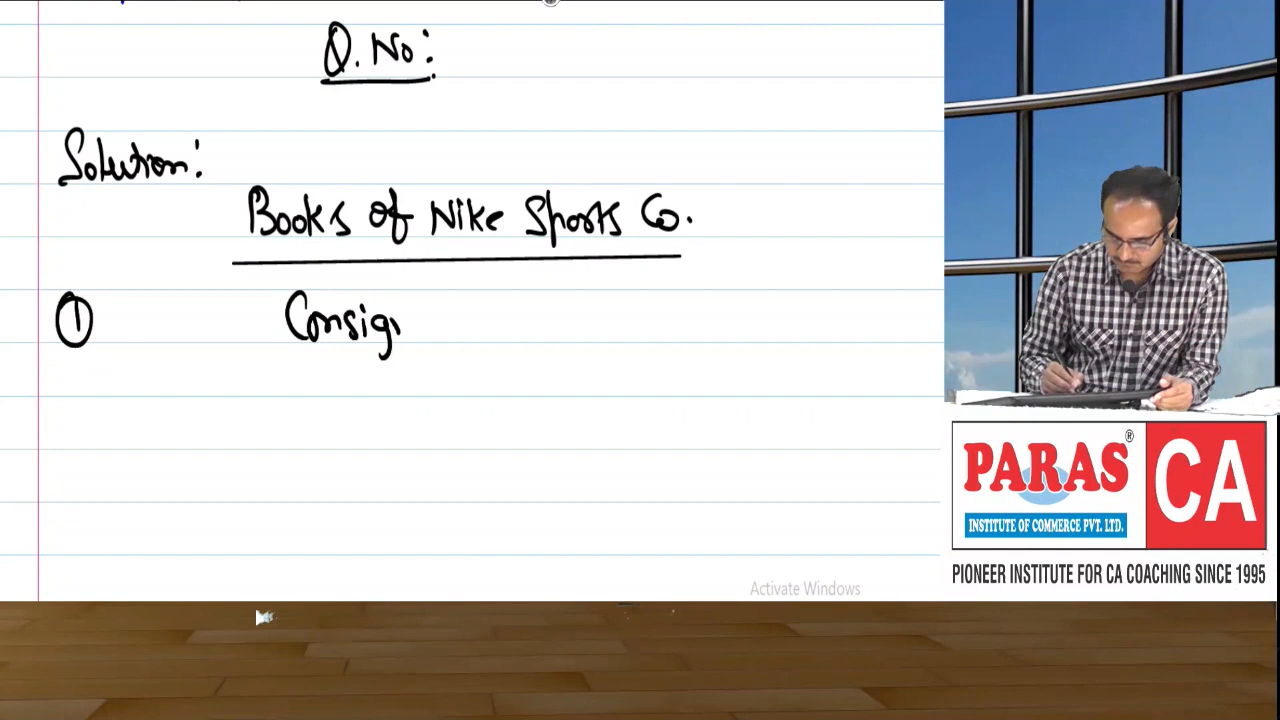 Q. No:
Solution:
Books of Nike Sports Co.
① Consign
PARAS ®
CA
INSTITUTE OF COMMERCE PVT. LTD.
PIONEER INSTITUTE FOR CA COACHING SINCE 1995
Activate Windows